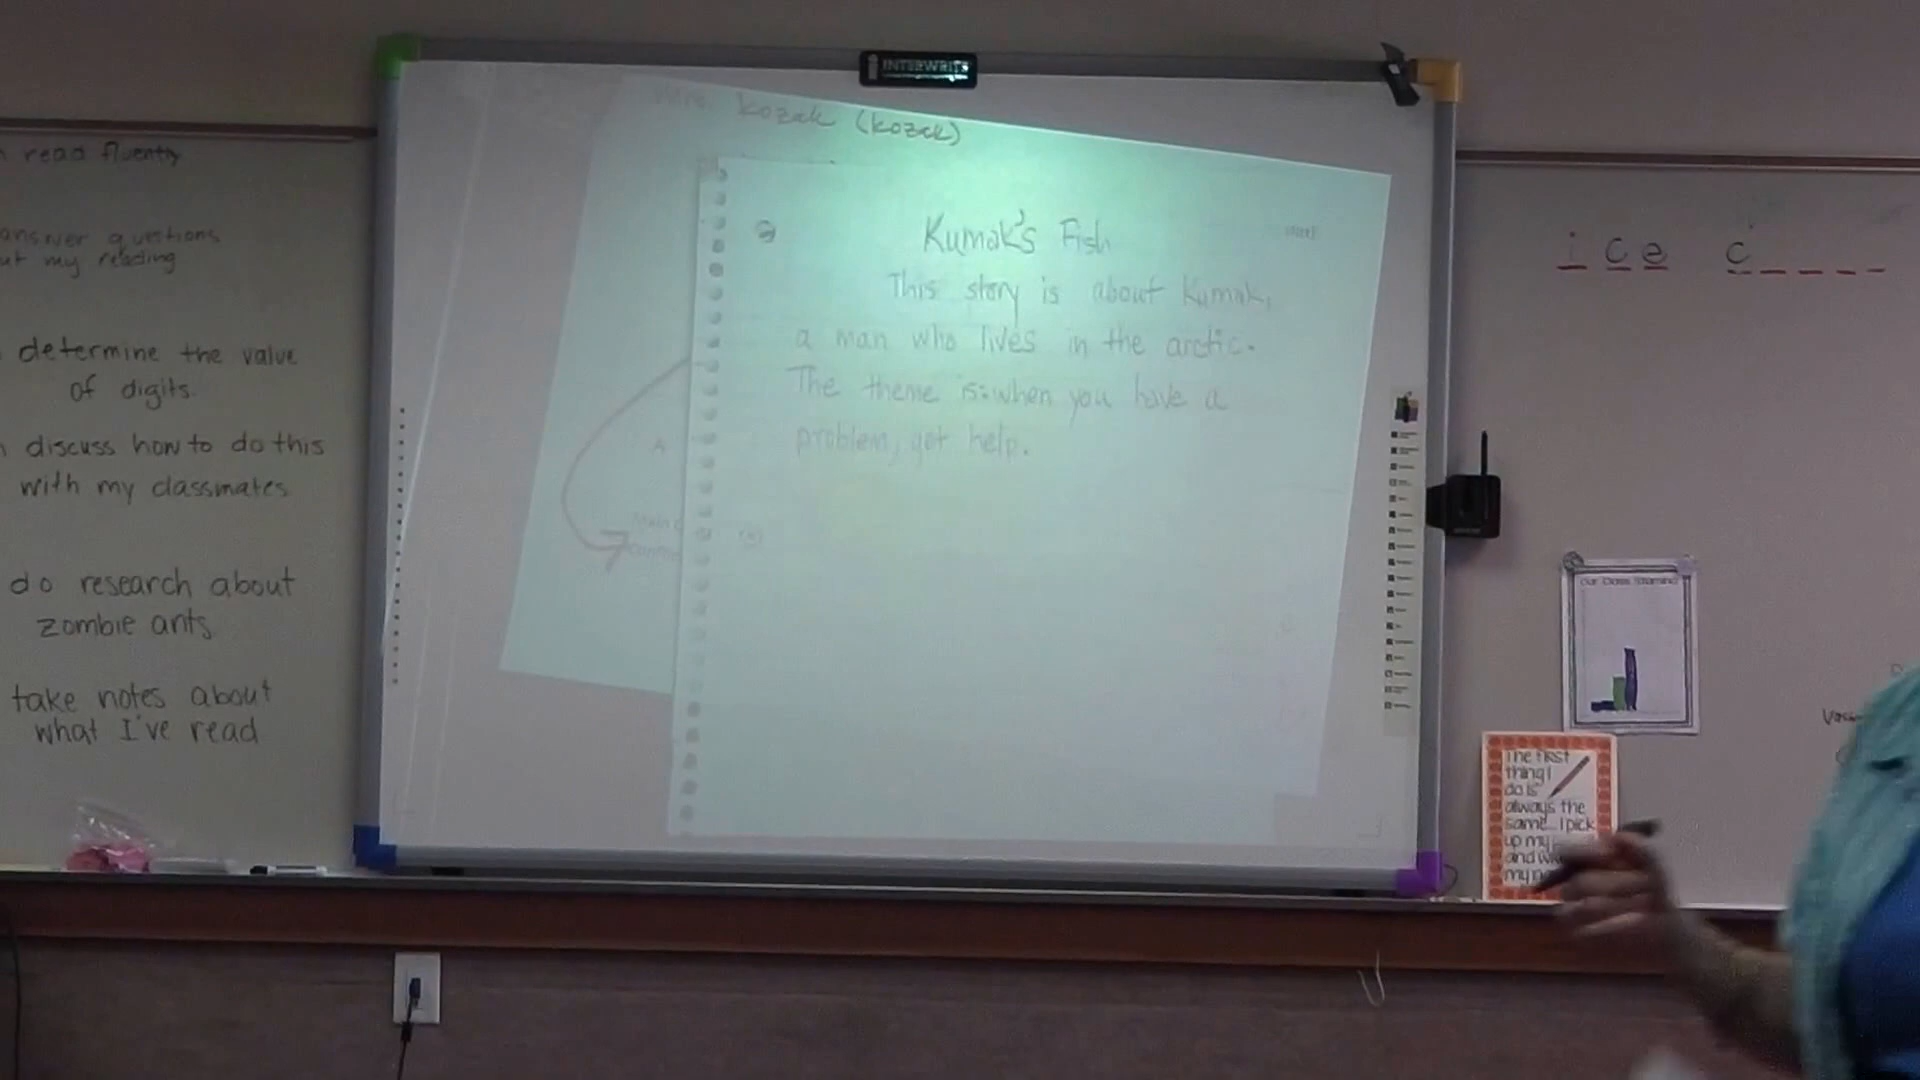 read fluently
answer questions
my reading
determine the value
of digits.
discuss how to do this
with my classmates
do research about
zombie ants.
take notes about
what I've read
INTERWRITE
Mrs. Kozak (Kozak)
Kumak's Fish
This story is about Kumak,
a man who lives in the arctic.
The theme is: when you have a
problem, get help.
A
ice c_ _ _ _
Our Class Stamina
The first
thing I
do is
always the
same... I pick
up my
and
my